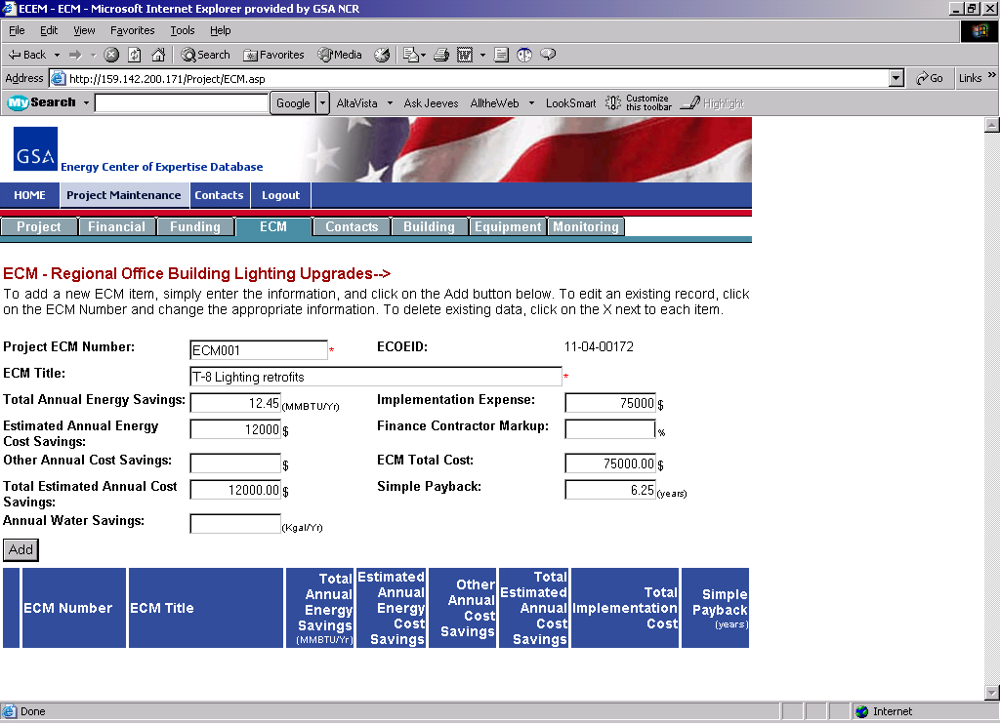 ECEM - ECM - Microsoft Internet Explorer provided by GSA NCR
File Edit View Favorites Tools Help
Back Search Favorites Media
Address http://159.142.200.171/Project/ECM.asp Go Links »
My Search Google AltaVista Ask Jeeves AlltheWeb LookSmart Customize this toolbar Highlight
GSA Energy Center of Expertise Database
HOME Project Maintenance Contacts Logout
Project Financial Funding ECM Contacts Building Equipment Monitoring
ECM - Regional Office Building Lighting Upgrades-->
To add a new ECM item, simply enter the information, and click on the Add button below. To edit an existing record, click
on the ECM Number and change the appropriate information. To delete existing data, click on the X next to each item.
Project ECM Number: ECM001 * ECOEID: 11-04-00172
ECM Title: T-8 Lighting retrofits *
Total Annual Energy Savings: 12.45 (MMBTU/Yr) Implementation Expense: 75000 $
Estimated Annual Energy Cost Savings: 12000 $ Finance Contractor Markup: %
Other Annual Cost Savings: $ ECM Total Cost: 75000.00 $
Total Estimated Annual Cost Savings: 12000.00 $ Simple Payback: 6.25 (years)
Annual Water Savings: (Kgal/Yr)
Add
ECM Number ECM Title Total Annual Energy Savings (MMBTU/Yr) Estimated Annual Energy Cost Savings Other Annual Cost Savings Total Estimated Annual Cost Savings Total Implementation Cost Simple Payback (years)
Done Internet